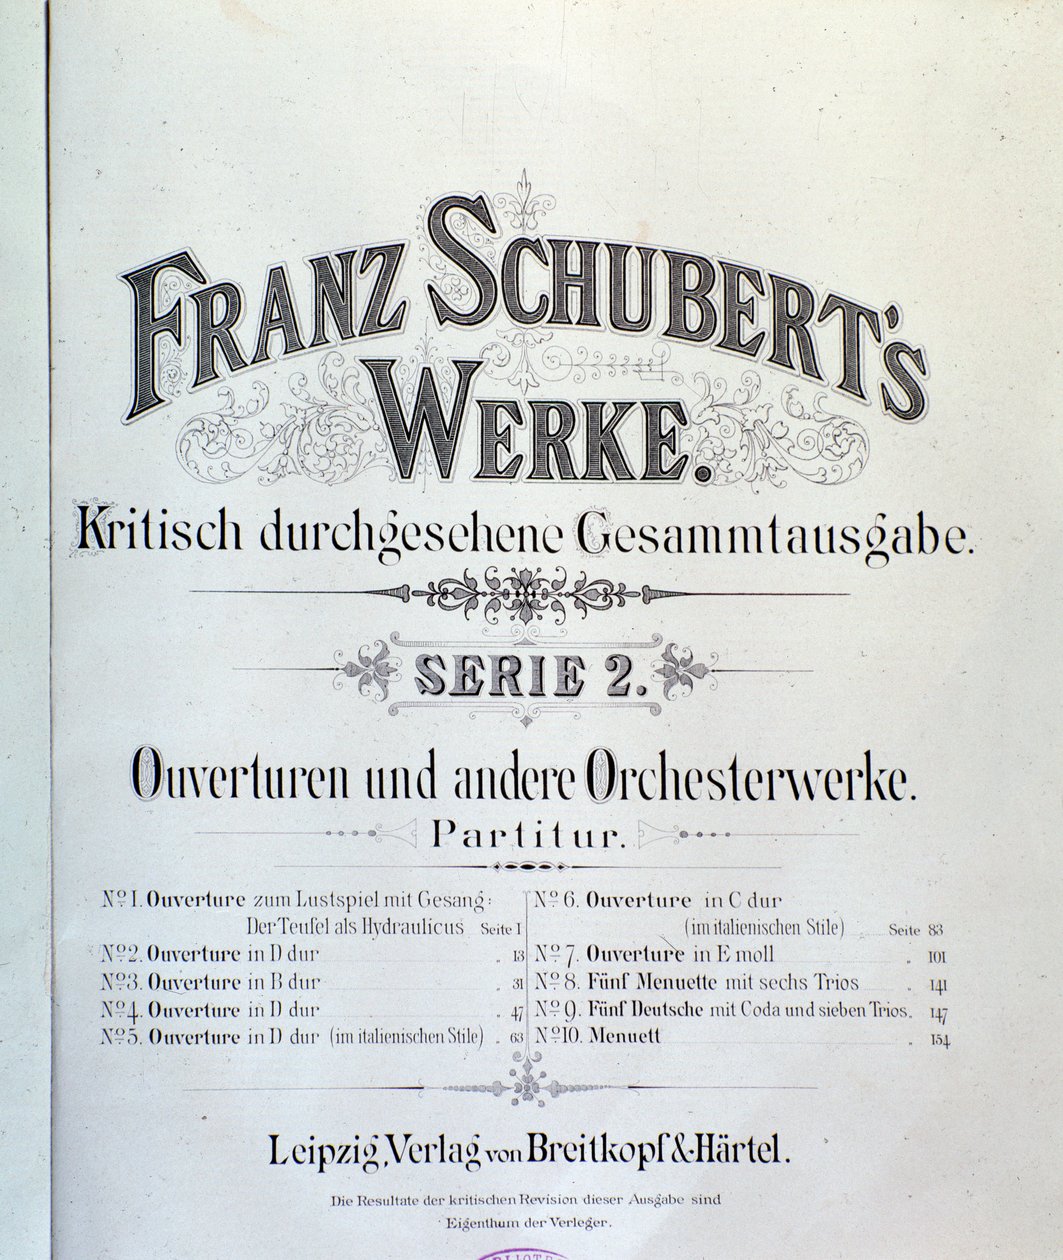 FRANZ SCHUBERT'S
WERKE.
Kritisch durchgesehene Gesammtausgabe.
SERIE 2.
Ouverturen und andere Orchesterwerke.
Partitur.
No 1. Ouverture zum Lustspiel mit Gesang:
Der Teufel als Hydraulicus Seite 1
No 2. Ouverture in D dur „ 13
No 3. Ouverture in B dur „ 31
No 4. Ouverture in D dur „ 47
No 5. Ouverture in D dur (im italienischen Stile) „ 63
No 6. Ouverture in C dur
(im italienischen Stile) Seite 83
No 7. Ouverture in E moll „ 101
No 8. Fünf Menuette mit sechs Trios „ 141
No 9. Fünf Deutsche mit Coda und sieben Trios „ 147
No 10. Menuett „ 154
Leipzig, Verlag von Breitkopf & Härtel.
Die Resultate der kritischen Revision dieser Ausgabe sind
Eigenthum der Verleger.